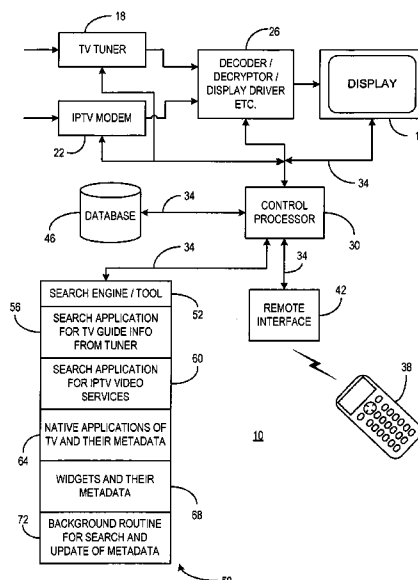 18
TV TUNER
26
DECODER /
DECRYPTOR /
DISPLAY DRIVER
ETC.
DISPLAY
IPTV MODEM
22
34
46
DATABASE
34
CONTROL
PROCESSOR
30
34
34
SEARCH ENGINE / TOOL
52
REMOTE
INTERFACE
42
56
SEARCH APPLICATION
FOR TV GUIDE INFO
FROM TUNER
SEARCH APPLICATION
FOR IPTV VIDEO
SERVICES
60
38
NATIVE APPLICATIONS OF
TV AND THEIR METADATA
64
10
WIDGETS AND THEIR
METADATA
68
72
BACKGROUND ROUTINE
FOR SEARCH AND
UPDATE OF METADATA